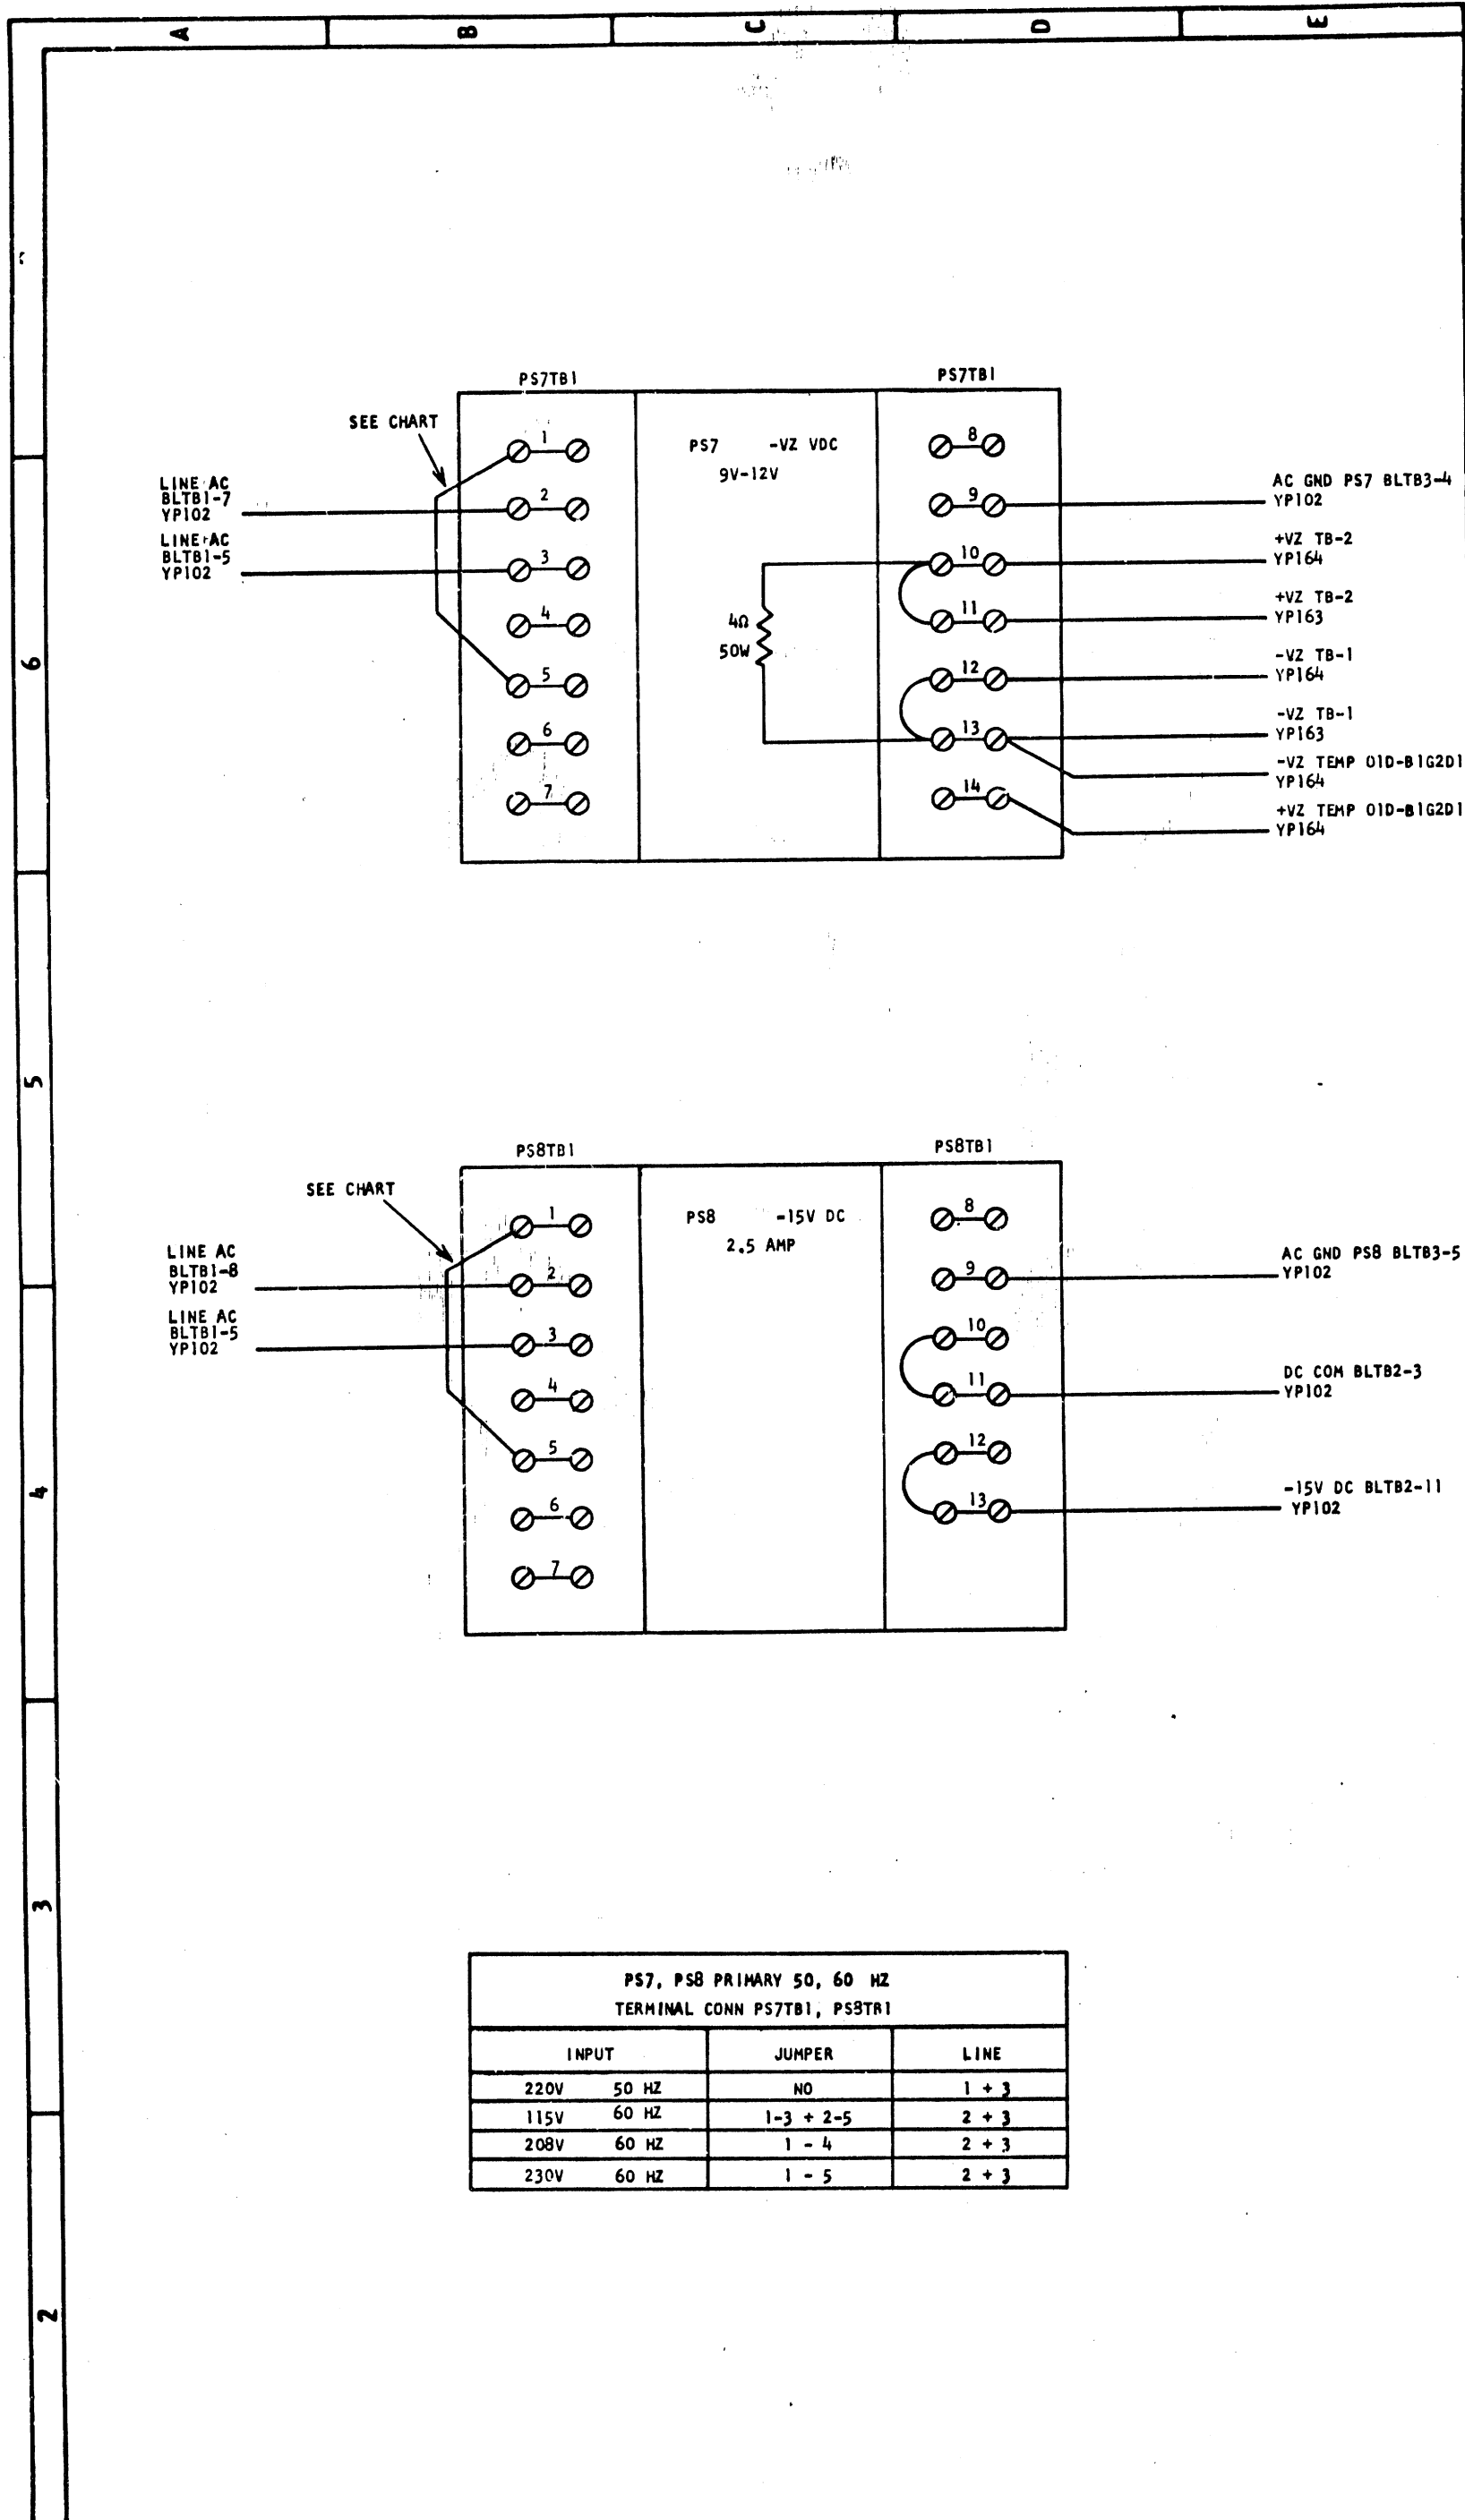 A B C D E
6
5
4
3
2
PS7TB1
PS7TB1
SEE CHART
PS7 -VZ VDC
9V-12V
LINE AC
BLTB1-7
YP102
LINE AC
BLTB1-5
YP102
1
2
3
4
5
6
7
4Ω
50W
8
9
10
11
12
13
14
AC GND PS7 BLTB3-4
YP102
+VZ TB-2
YP164
+VZ TB-2
YP163
-VZ TB-1
YP164
-VZ TB-1
YP163
-VZ TEMP 01D-B1G2D1
YP164
+VZ TEMP 01D-B1G2D1
YP164
PS8TB1
PS8TB1
SEE CHART
PS8 -15V DC
2.5 AMP
LINE AC
BLTB1-8
YP102
LINE AC
BLTB1-5
YP102
1
2
3
4
5
6
7
8
9
10
11
12
13
AC GND PS8 BLTB3-5
YP102
DC COM BLTB2-3
YP102
-15V DC BLTB2-11
YP102
PS7, PS8 PRIMARY 50, 60 HZ
TERMINAL CONN PS7TB1, PS8TB1
INPUT JUMPER LINE
220V 50 HZ NO 1 + 3
115V 60 HZ 1-3 + 2-5 2 + 3
208V 60 HZ 1 - 4 2 + 3
230V 60 HZ 1 - 5 2 + 3